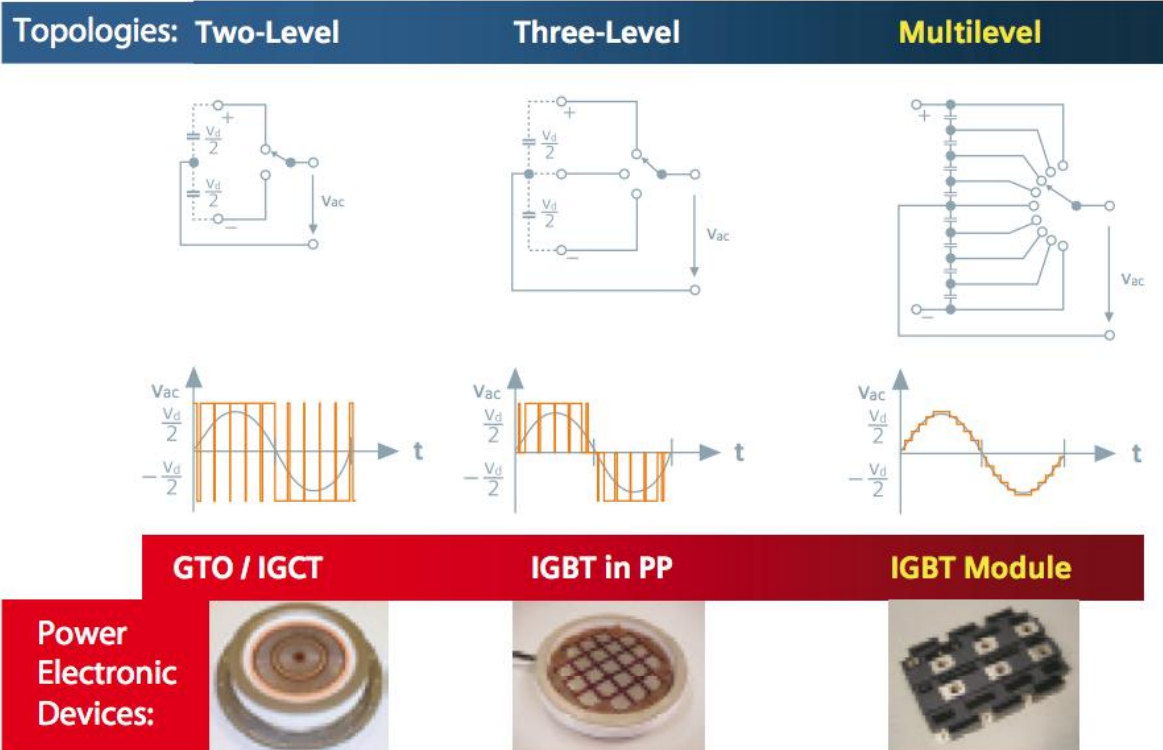 Topologies: Two-Level Three-Level Multilevel
+ + +
Vd/2 Vd/2
Vd/2 Vd/2
Vac Vac Vac
− − −
Vac Vac Vac
Vd/2 Vd/2 Vd/2
t t t
−Vd/2 −Vd/2 −Vd/2
GTO / IGCT IGBT in PP IGBT Module
Power
Electronic
Devices: